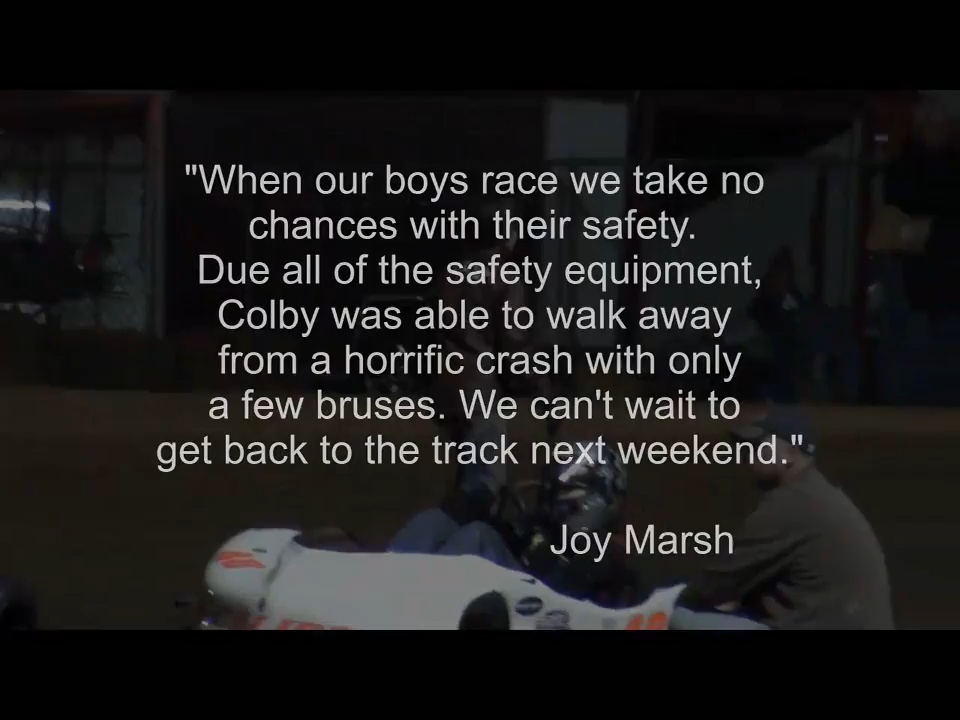 "When our boys race we take no
chances with their safety.
Due all of the safety equipment,
Colby was able to walk away
from a horrific crash with only
a few bruses. We can't wait to
get back to the track next weekend."
Joy Marsh